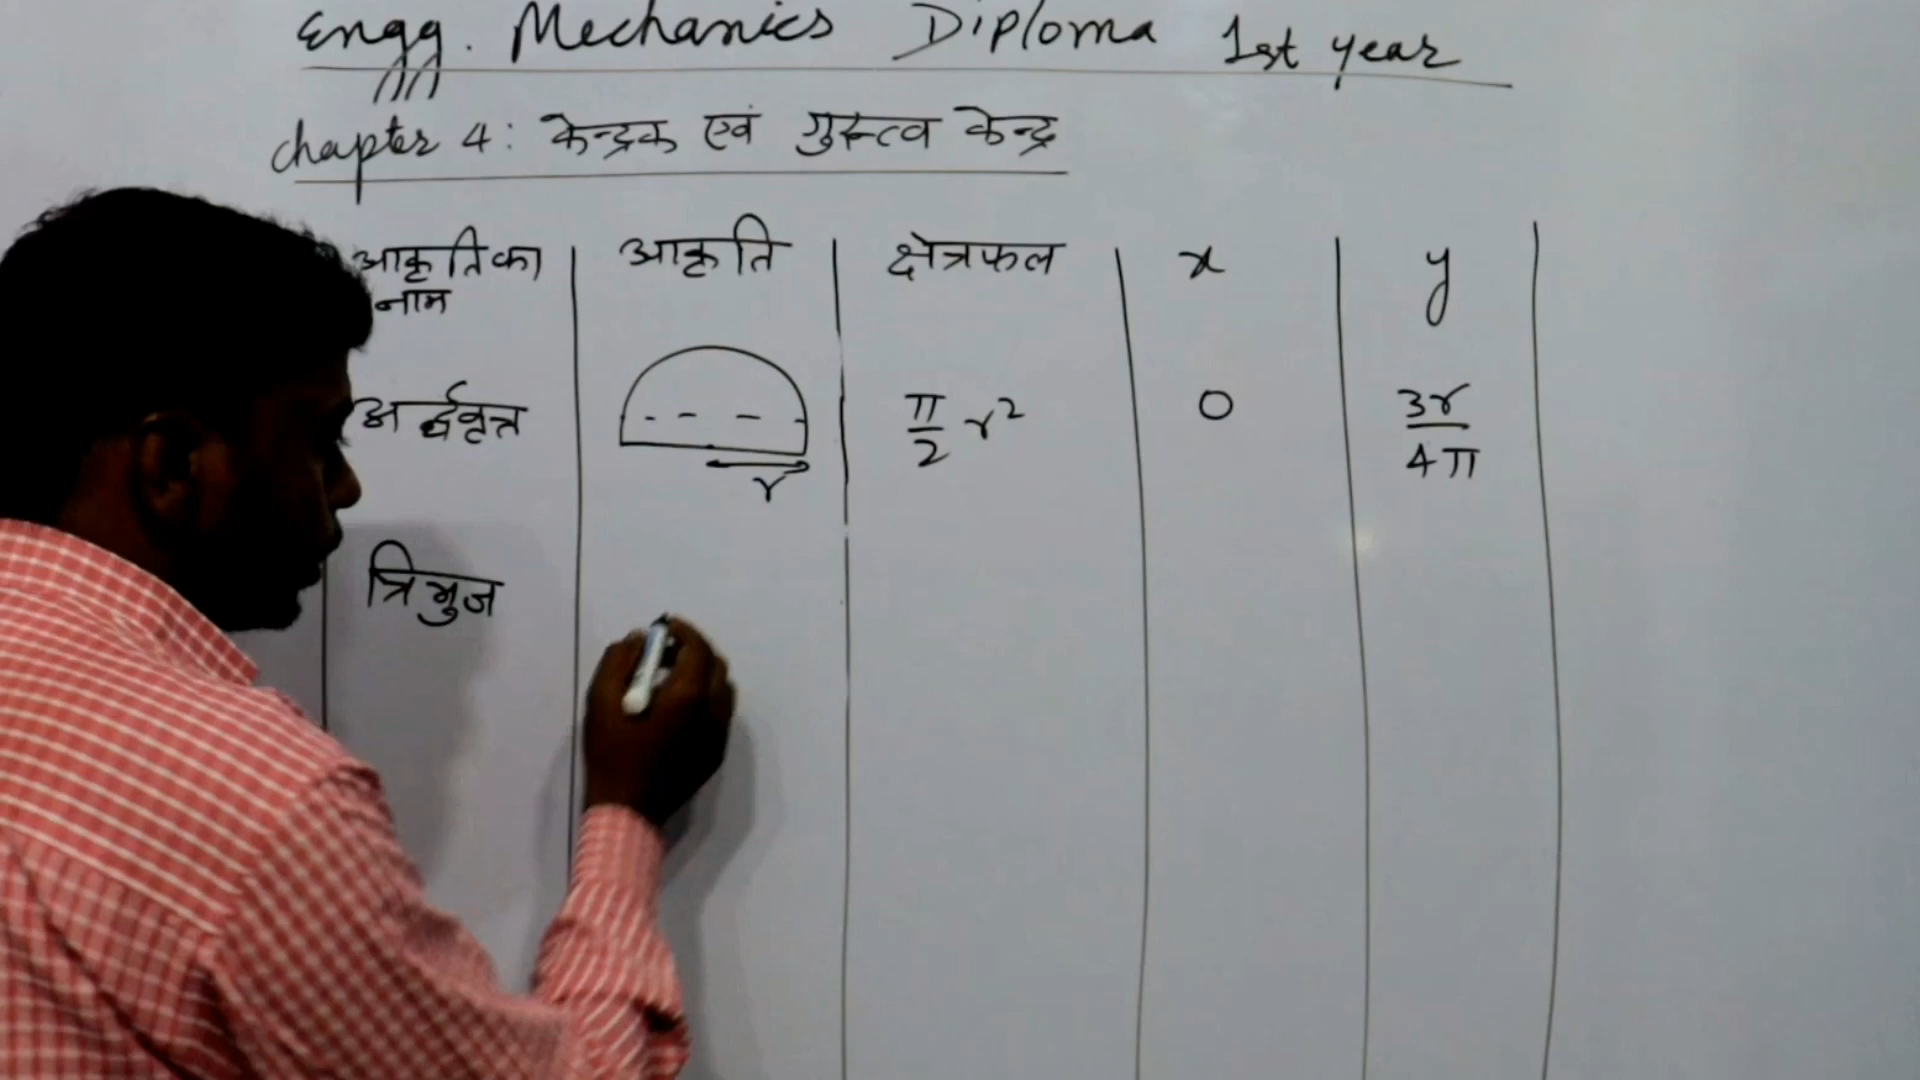 Engg. Mechanics Diploma 1st year
Chapter 4: केन्द्रक एवं गुरुत्व केन्द्र
आकृति का नाम
आकृति
क्षेत्रफल
x
y
अर्द्धवृत्त
r
π/2 r²
0
3r/4π
त्रिभुज